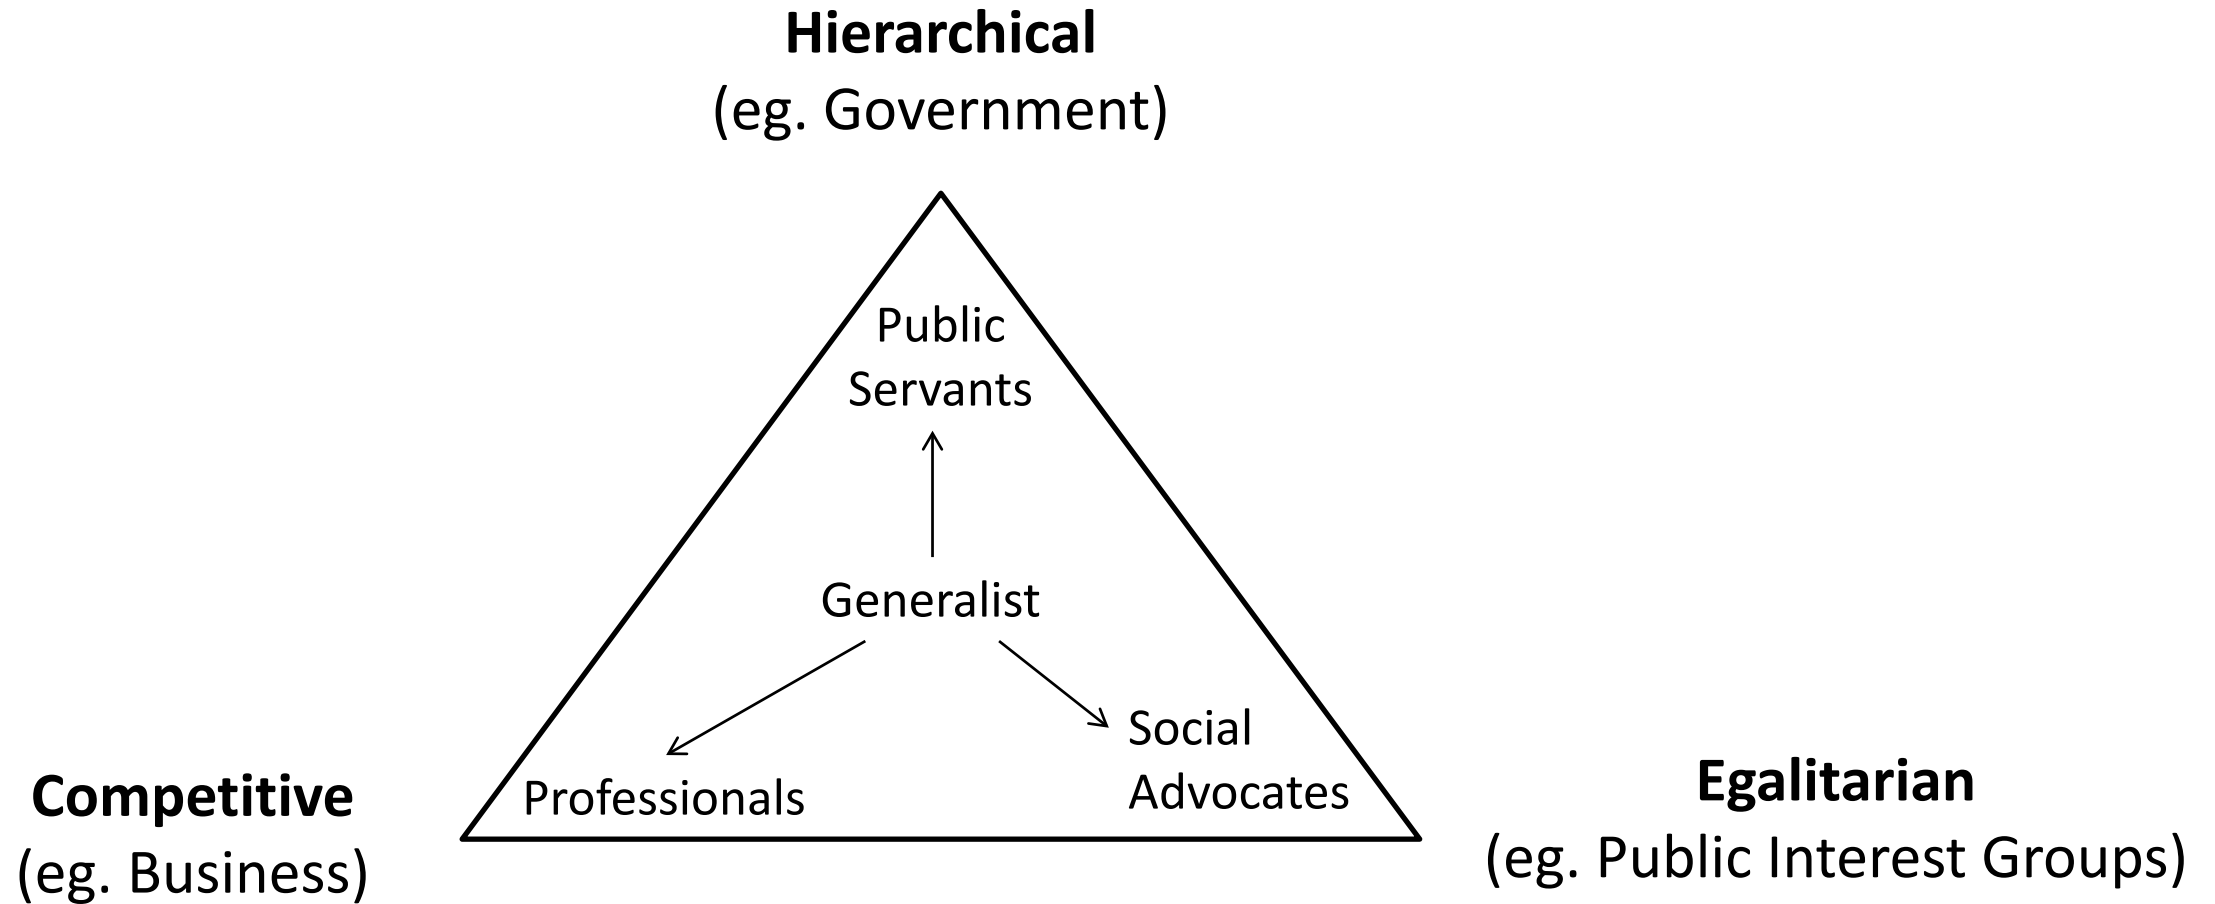 Hierarchical
(eg. Government)
Public
Servants
Generalist
Social
Advocates
Professionals
Competitive
(eg. Business)
Egalitarian
(eg. Public Interest Groups)